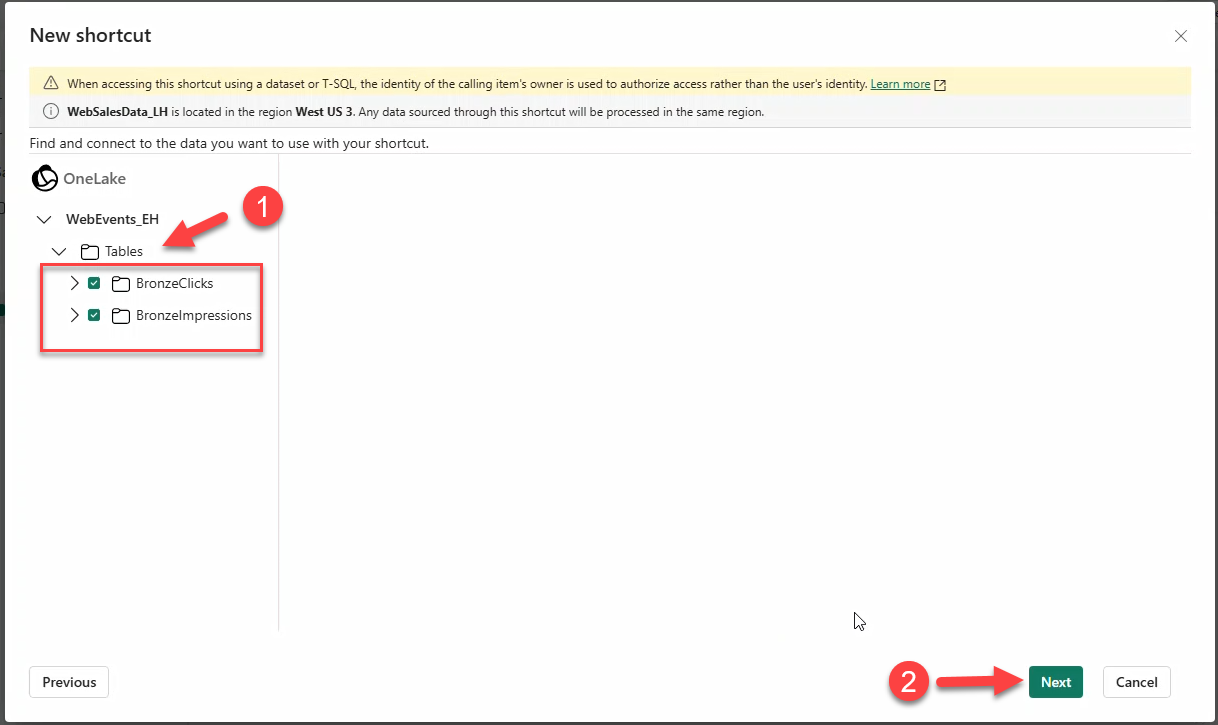 New shortcut
When accessing this shortcut using a dataset or T-SQL, the identity of the calling item's owner is used to authorize access rather than the user's identity. Learn more
WebSalesData_LH is located in the region West US 3. Any data sourced through this shortcut will be processed in the same region.
Find and connect to the data you want to use with your shortcut.
OneLake
1
WebEvents_EH
Tables
BronzeClicks
BronzeImpressions
Previous
2
Next
Cancel